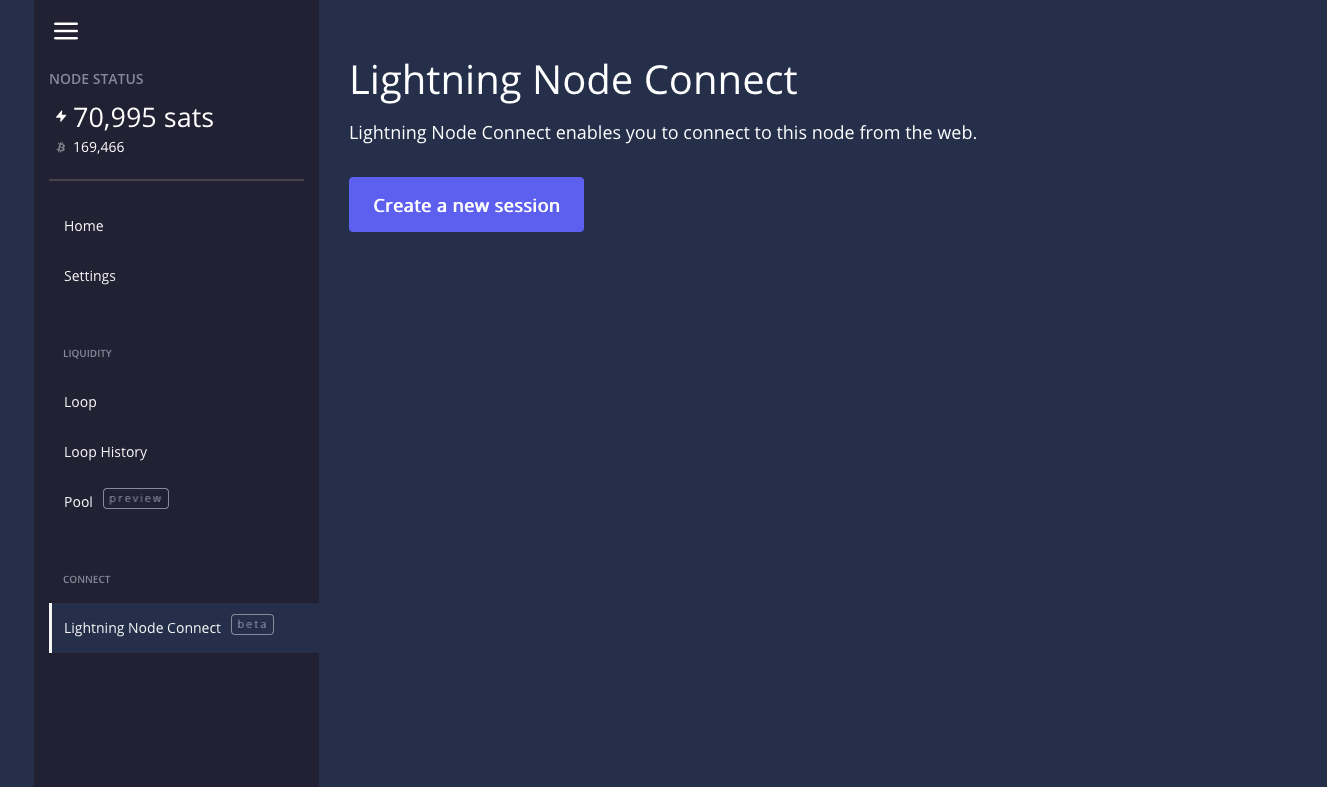 NODE STATUS
70,995 sats
169,466
Home
Settings
LIQUIDITY
Loop
Loop History
Pool preview
CONNECT
Lightning Node Connect beta
Lightning Node Connect
Lightning Node Connect enables you to connect to this node from the web.
Create a new session